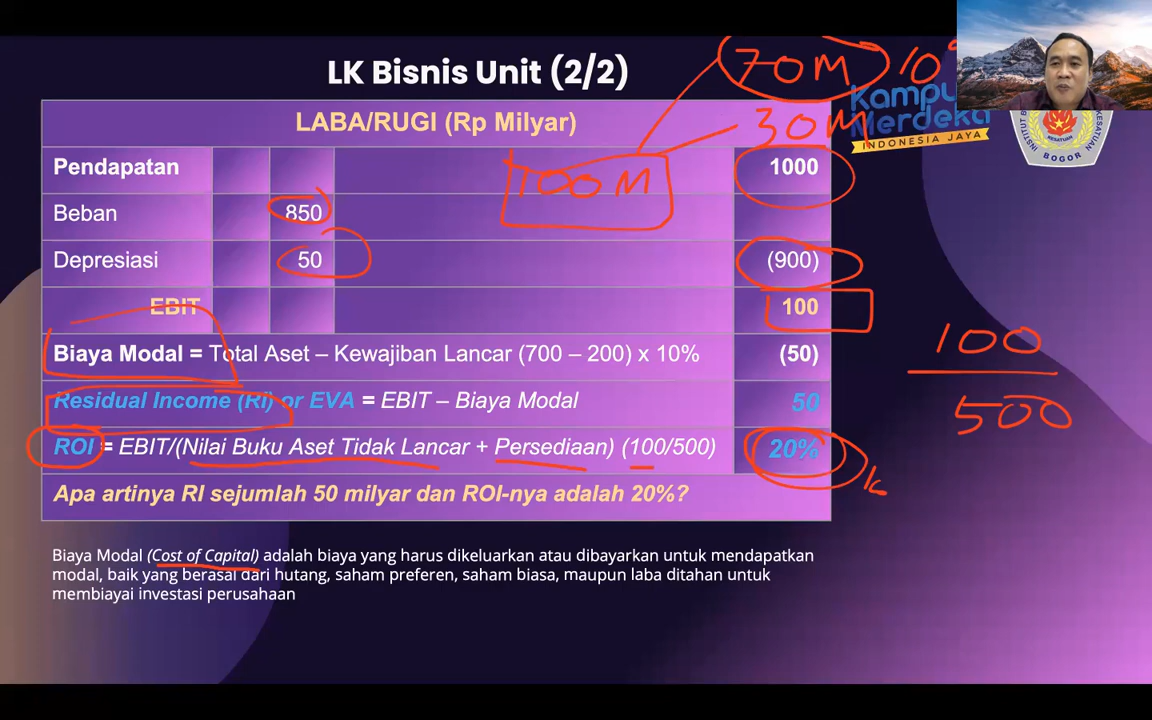 LK Bisnis Unit (2/2)
70M 10
30M
Kampu
Merdeka
INDONESIA JAYA
KESATUAN
BOGOR
LABA/RUGI (Rp Milyar)
100 M
Pendapatan 1000
Beban 850
Depresiasi 50 (900)
EBIT 100
Biaya Modal = Total Aset – Kewajiban Lancar (700 – 200) x 10% (50)
100
500
Residual Income (RI) or EVA = EBIT – Biaya Modal 50
ROI = EBIT/(Nilai Buku Aset Tidak Lancar + Persediaan) (100/500) 20%
Apa artinya RI sejumlah 50 milyar dan ROI-nya adalah 20%?
Biaya Modal (Cost of Capital) adalah biaya yang harus dikeluarkan atau dibayarkan untuk mendapatkan
modal, baik yang berasal dari hutang, saham preferen, saham biasa, maupun laba ditahan untuk
membiayai investasi perusahaan